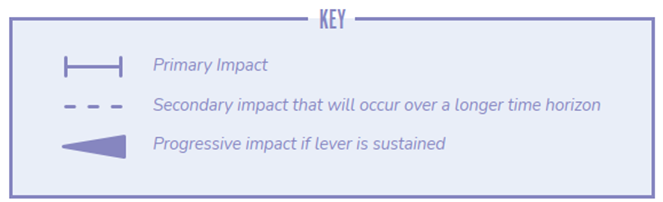 KEY
Primary Impact
Secondary impact that will occur over a longer time horizon
Progressive impact if lever is sustained